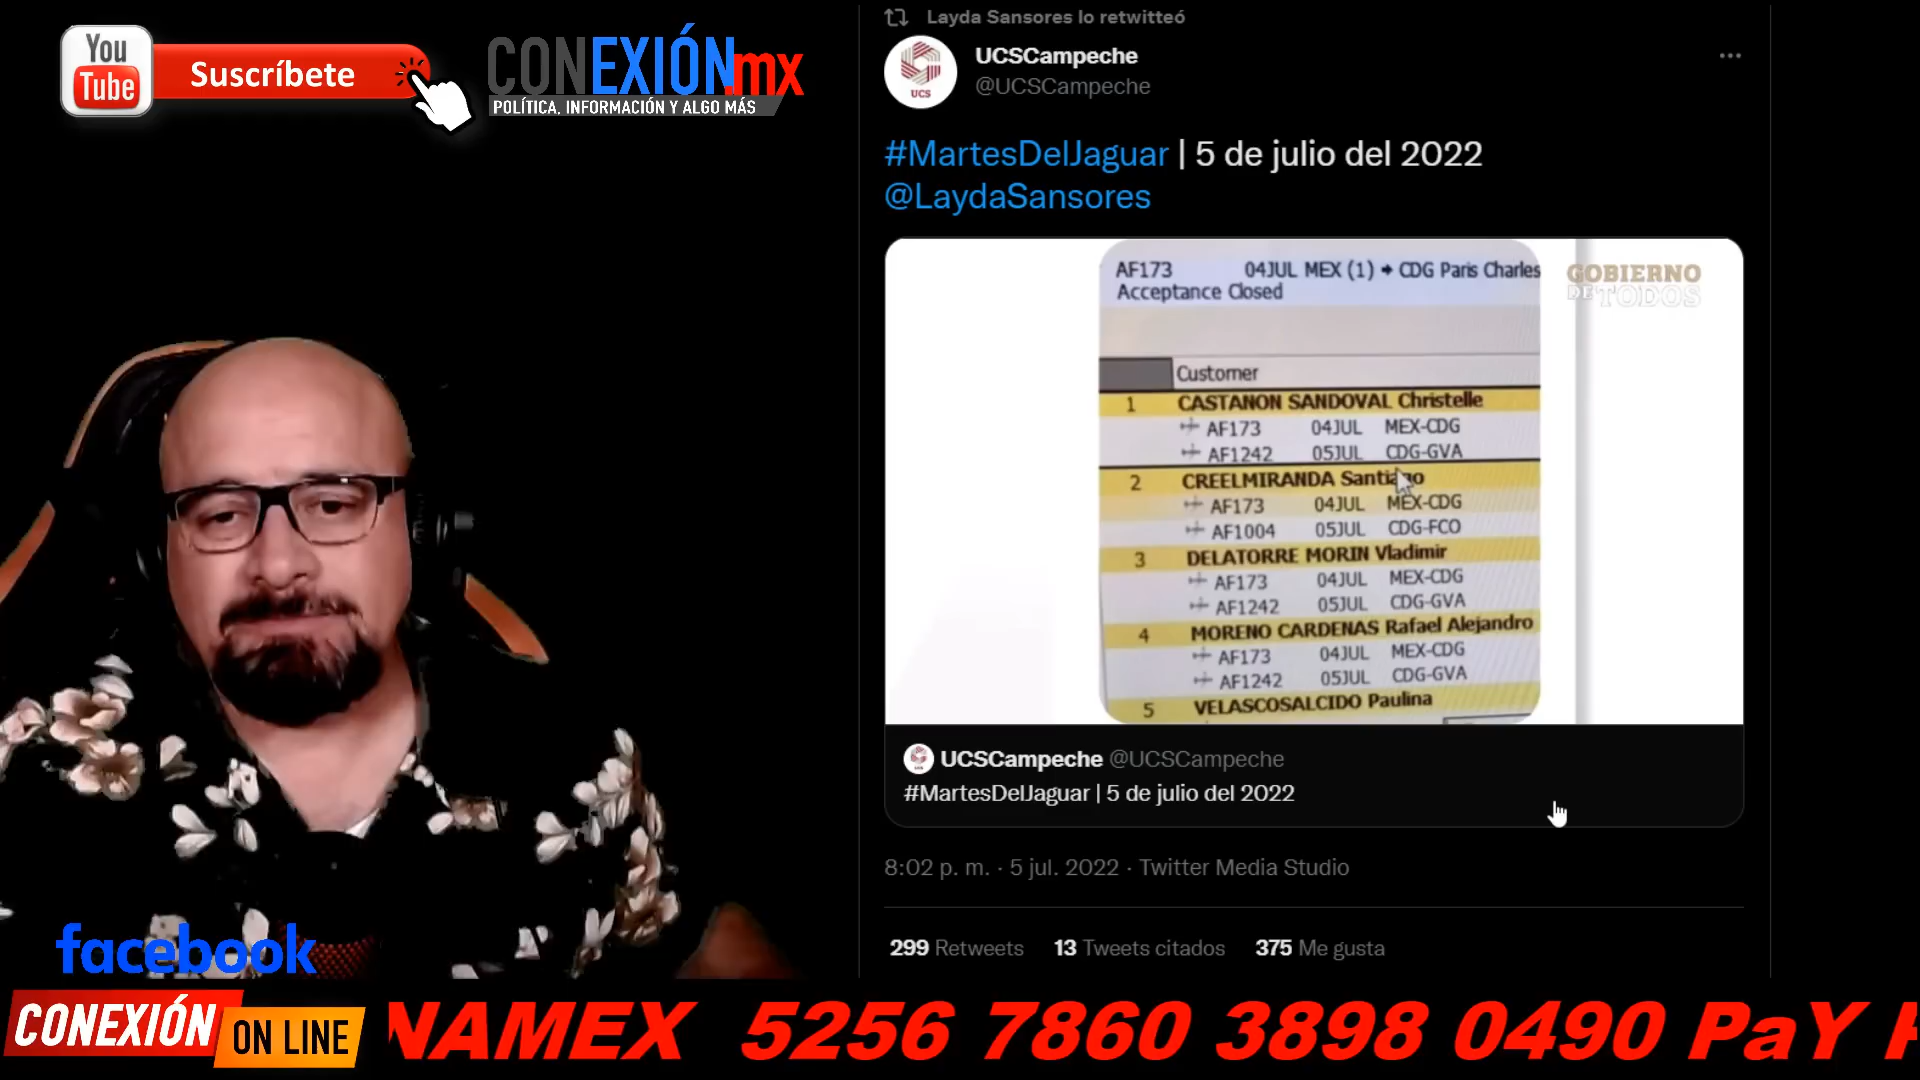 You
Tube
Suscríbete
CONEXIÓN.mx
POLÍTICA, INFORMACIÓN Y ALGO MÁS
Layda Sansores lo retwitteó
UCSCampeche
@UCSCampeche
UCS
#MartesDelJaguar | 5 de julio del 2022
@LaydaSansores
AF173 04JUL MEX (1) → CDG Paris Charles
Acceptance Closed
GOBIERNO
DE TODOS
Customer
1 CASTANON SANDOVAL Christelle
AF173 04JUL MEX-CDG
AF1242 05JUL CDG-GVA
2 CREELMIRANDA Santiago
AF173 04JUL MEX-CDG
AF1004 05JUL CDG-FCO
3 DELATORRE MORIN Vladimir
AF173 04JUL MEX-CDG
AF1242 05JUL CDG-GVA
4 MORENO CARDENAS Rafael Alejandro
AF173 04JUL MEX-CDG
AF1242 05JUL CDG-GVA
5 VELASCOSALCIDO Paulina
UCSCampeche @UCSCampeche
#MartesDelJaguar | 5 de julio del 2022
8:02 p. m. · 5 jul. 2022 · Twitter Media Studio
299 Retweets 13 Tweets citados 375 Me gusta
facebook
CONEXIÓN
ON LINE
NAMEX 5256 7860 3898 0490 PaY